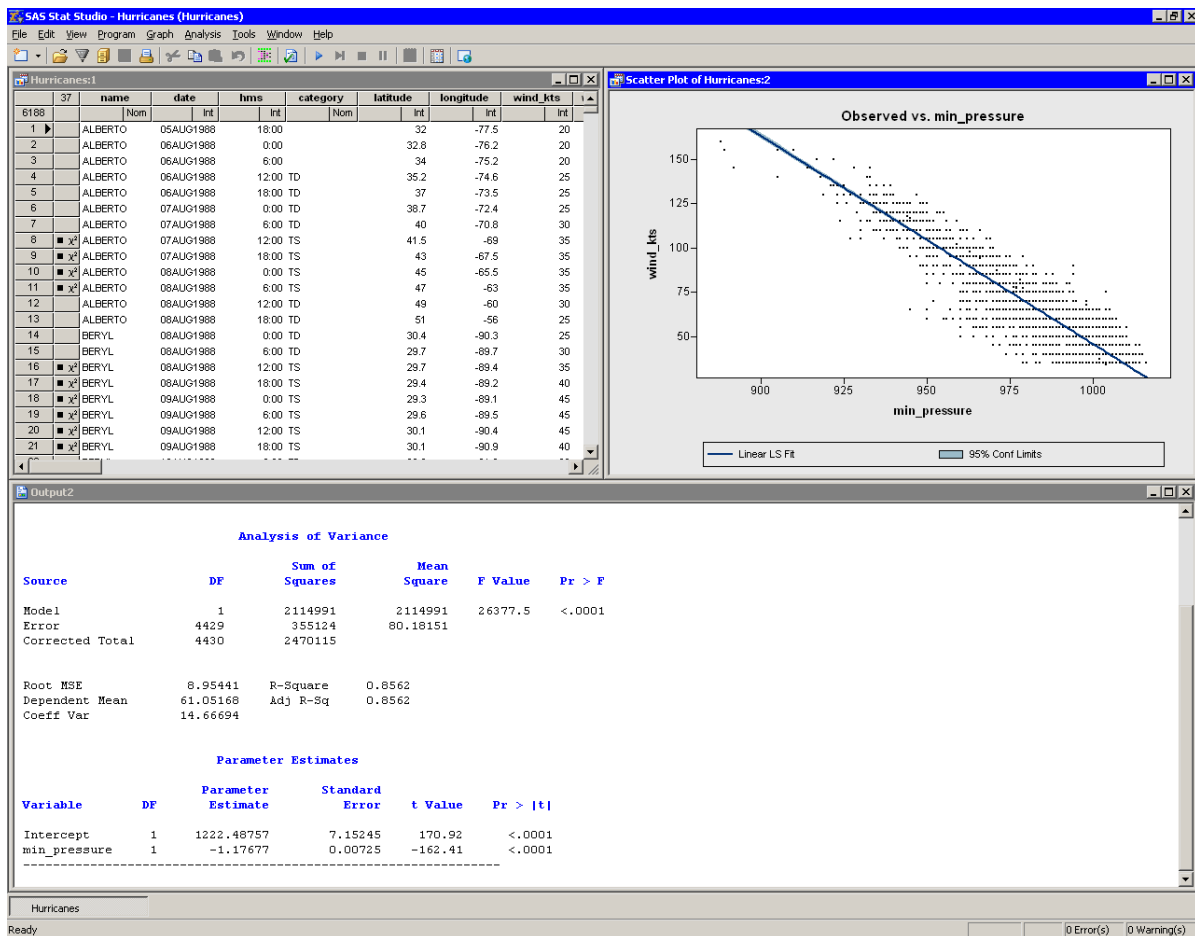 SAS Stat Studio - Hurricanes (Hurricanes)
File Edit View Program Graph Analysis Tools Window Help
Hurricanes:1
37 name date hms category latitude longitude wind_kts
6188 Nom Int Int Nom Int Int Int
1 ALBERTO 05AUG1988 18:00 32 -77.5 20
2 ALBERTO 06AUG1988 0:00 32.8 -76.2 20
3 ALBERTO 06AUG1988 6:00 34 -75.2 20
4 ALBERTO 06AUG1988 12:00 TD 35.2 -74.6 25
5 ALBERTO 06AUG1988 18:00 TD 37 -73.5 25
6 ALBERTO 07AUG1988 0:00 TD 38.7 -72.4 25
7 ALBERTO 07AUG1988 6:00 TD 40 -70.8 30
8 χ² ALBERTO 07AUG1988 12:00 TS 41.5 -69 35
9 χ² ALBERTO 07AUG1988 18:00 TS 43 -67.5 35
10 χ² ALBERTO 08AUG1988 0:00 TS 45 -65.5 35
11 χ² ALBERTO 08AUG1988 6:00 TS 47 -63 35
12 ALBERTO 08AUG1988 12:00 TD 49 -60 30
13 ALBERTO 08AUG1988 18:00 TD 51 -56 25
14 BERYL 08AUG1988 0:00 TD 30.4 -90.3 25
15 BERYL 08AUG1988 6:00 TD 29.7 -89.7 30
16 χ² BERYL 08AUG1988 12:00 TS 29.7 -89.4 35
17 χ² BERYL 08AUG1988 18:00 TS 29.4 -89.2 40
18 χ² BERYL 09AUG1988 0:00 TS 29.3 -89.1 45
19 χ² BERYL 09AUG1988 6:00 TS 29.6 -89.5 45
20 χ² BERYL 09AUG1988 12:00 TS 30.1 -90.4 45
21 χ² BERYL 09AUG1988 18:00 TS 30.1 -90.9 40
Scatter Plot of Hurricanes:2
Observed vs. min_pressure
wind_kts
150
125
100
75
50
900 925 950 975 1000
min_pressure
Linear LS Fit 95% Conf Limits
Output2
Analysis of Variance
Sum of Mean
Source DF Squares Square F Value Pr > F
Model 1 2114991 2114991 26377.5 <.0001
Error 4429 355124 80.18151
Corrected Total 4430 2470115
Root MSE 8.95441 R-Square 0.8562
Dependent Mean 61.05168 Adj R-Sq 0.8562
Coeff Var 14.66694
Parameter Estimates
Parameter Standard
Variable DF Estimate Error t Value Pr > |t|
Intercept 1 1222.48757 7.15245 170.92 <.0001
min_pressure 1 -1.17677 0.00725 -162.41 <.0001
Hurricanes
Ready 0 Error(s) 0 Warning(s)